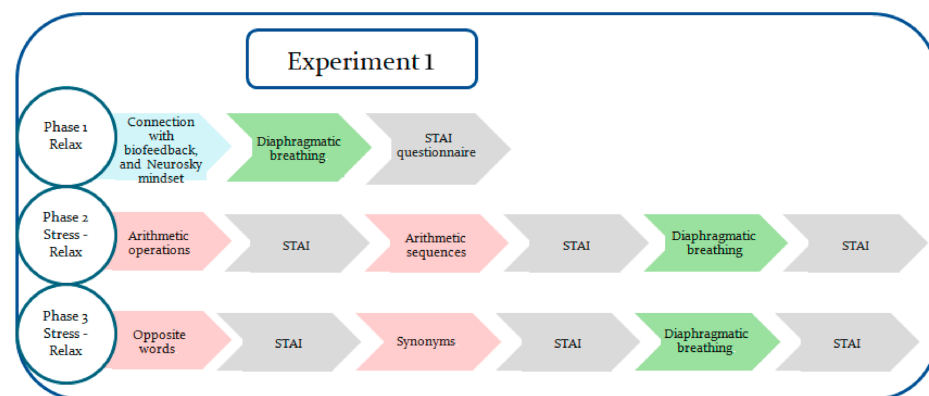 Experiment 1
Phase 1
Relax
Connection
with
biofeedback,
and Neurosky
mindset
Diaphragmatic
breathing
STAI
questionnaire
Phase 2
Stress -
Relax
Arithmetic
operations
STAI
Arithmetic
sequences
STAI
Diaphragmatic
breathing
STAI
Phase 3
Stress -
Relax
Opposite
words
STAI
Synonyms
STAI
Diaphragmatic
breathing
STAI